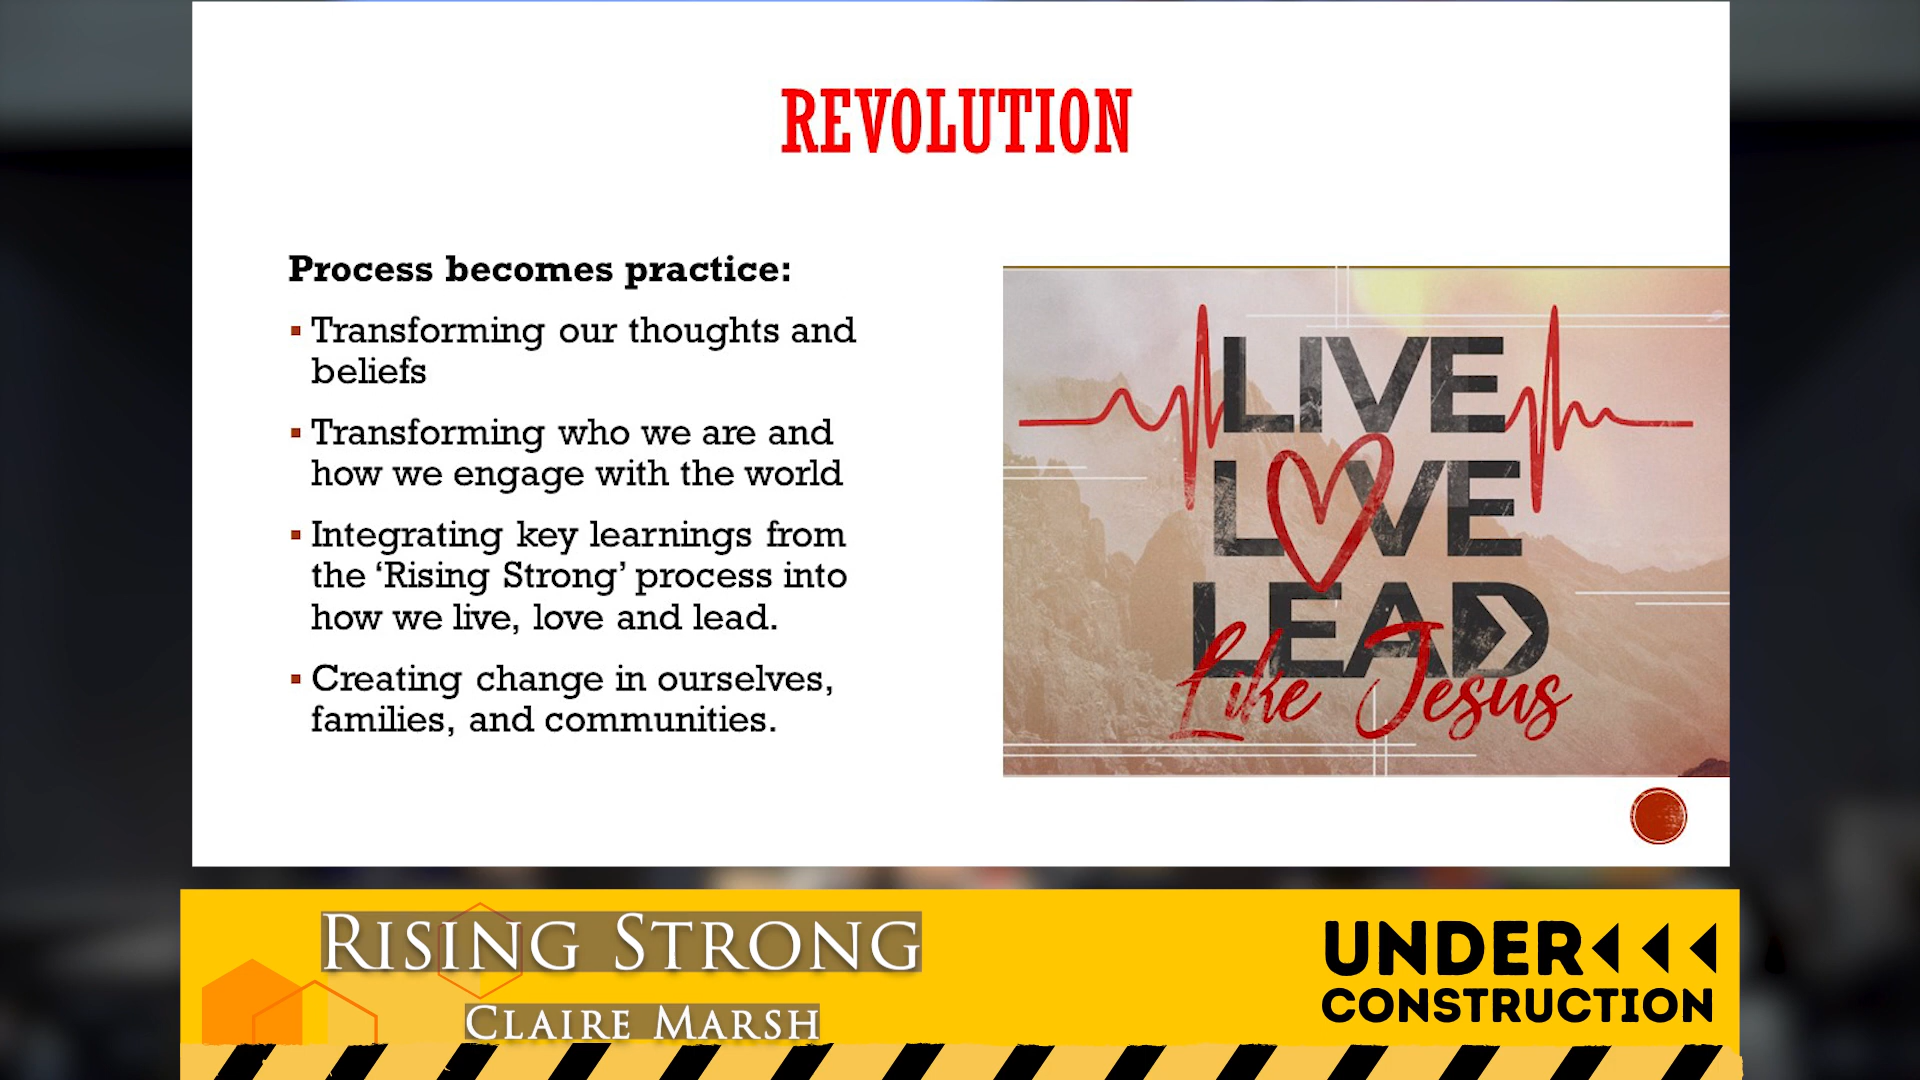 REVOLUTION
Process becomes practice:
▪ Transforming our thoughts and
beliefs
▪ Transforming who we are and
how we engage with the world
▪ Integrating key learnings from
the ‘Rising Strong’ process into
how we live, love and lead.
▪ Creating change in ourselves,
families, and communities.
LIVE
LOVE
LEAD
Like Jesus
RISING STRONG
CLAIRE MARSH
UNDER
CONSTRUCTION